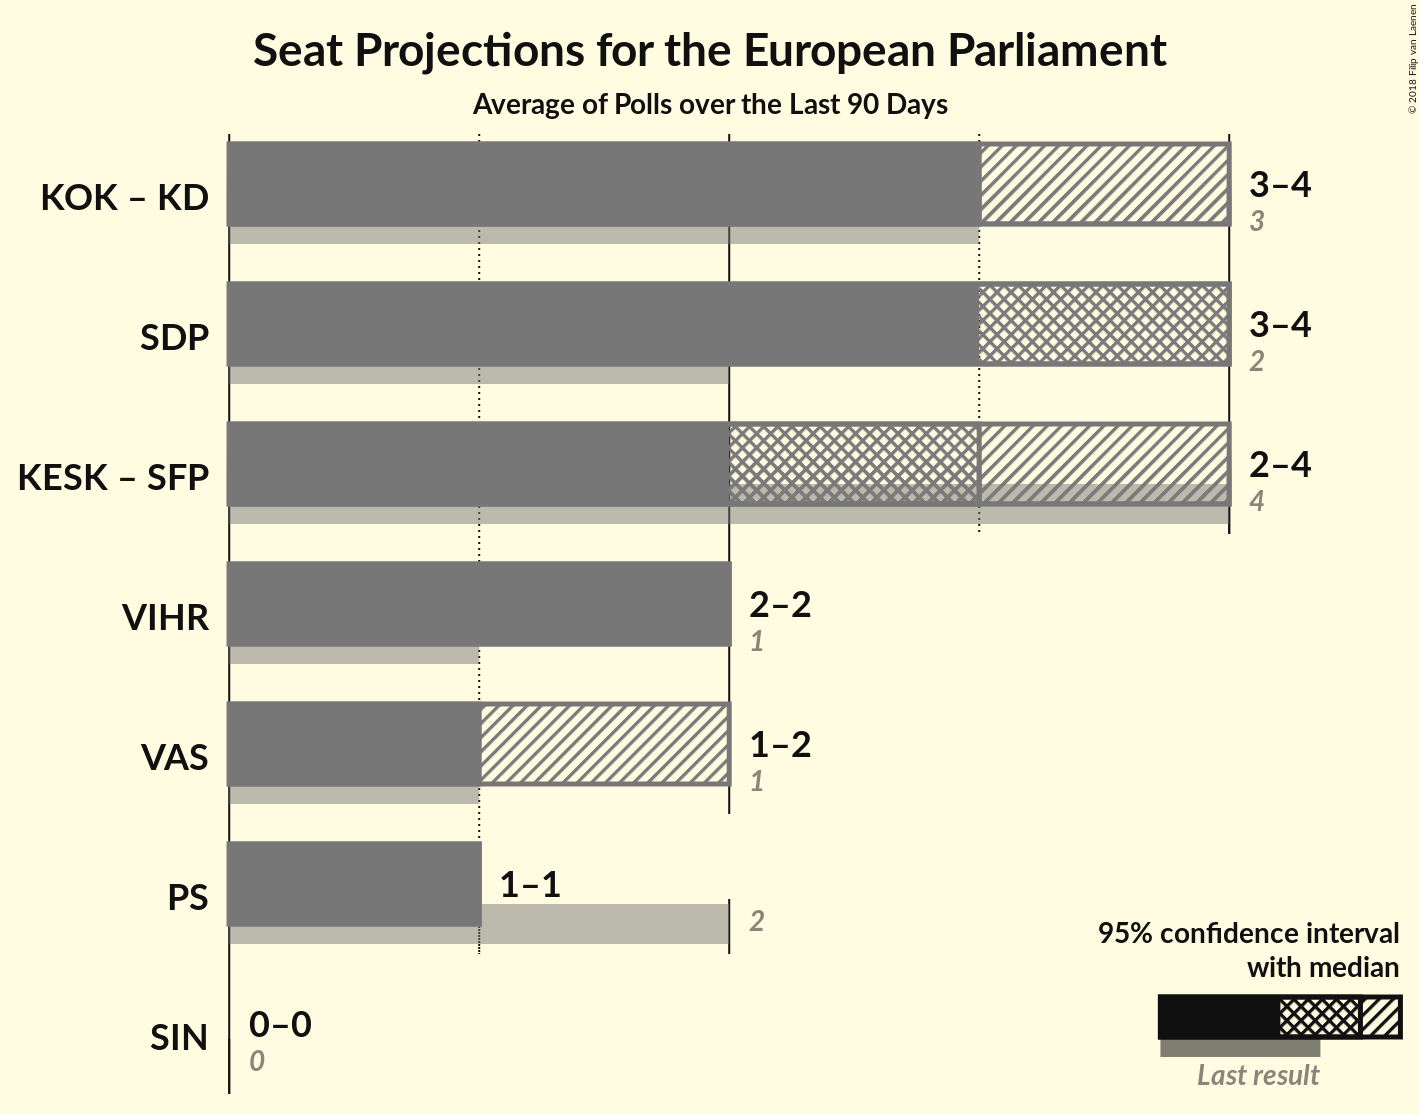 Seat Projections for the European Parliament
Average of Polls over the Last 90 Days
© 2018 Filip van Laenen
KOK – KD
3–4
3
SDP
3–4
2
KESK – SFP
2–4
4
VIHR
2–2
1
VAS
1–2
1
PS
1–1
2
SIN
0–0
0
95% confidence interval
with median
Last result